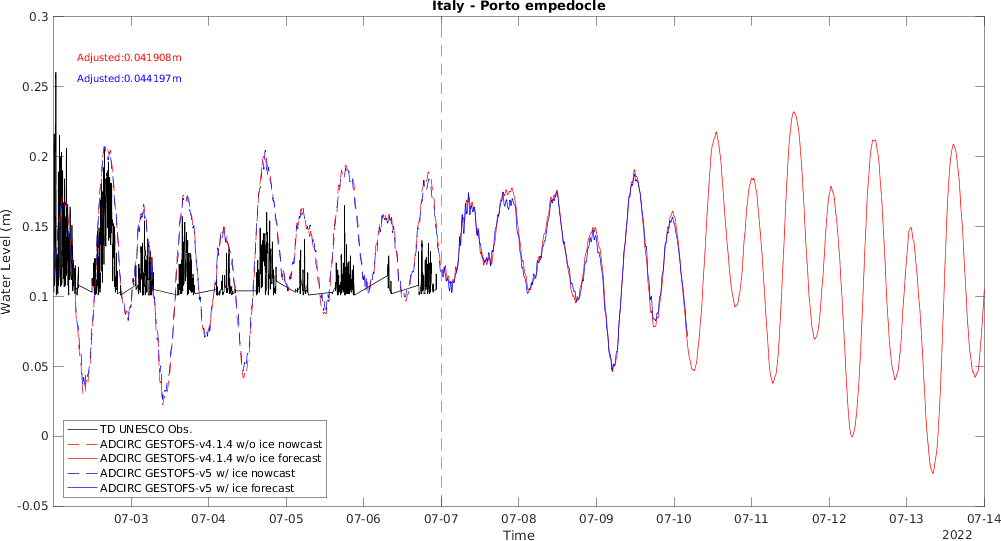 Italy - Porto empedocle
0.3
Adjusted:0.041908m
Adjusted:0.044197m
0.25
0.2
0.15
0.1
0.05
0
-0.05
Water Level (m)
TD UNESCO Obs.
ADCIRC GESTOFS-v4.1.4 w/o ice nowcast
ADCIRC GESTOFS-v4.1.4 w/o ice forecast
ADCIRC GESTOFS-v5 w/ ice nowcast
ADCIRC GESTOFS-v5 w/ ice forecast
07-03 07-04 07-05 07-06 07-07 07-08 07-09 07-10 07-11 07-12 07-13 07-14
Time
2022